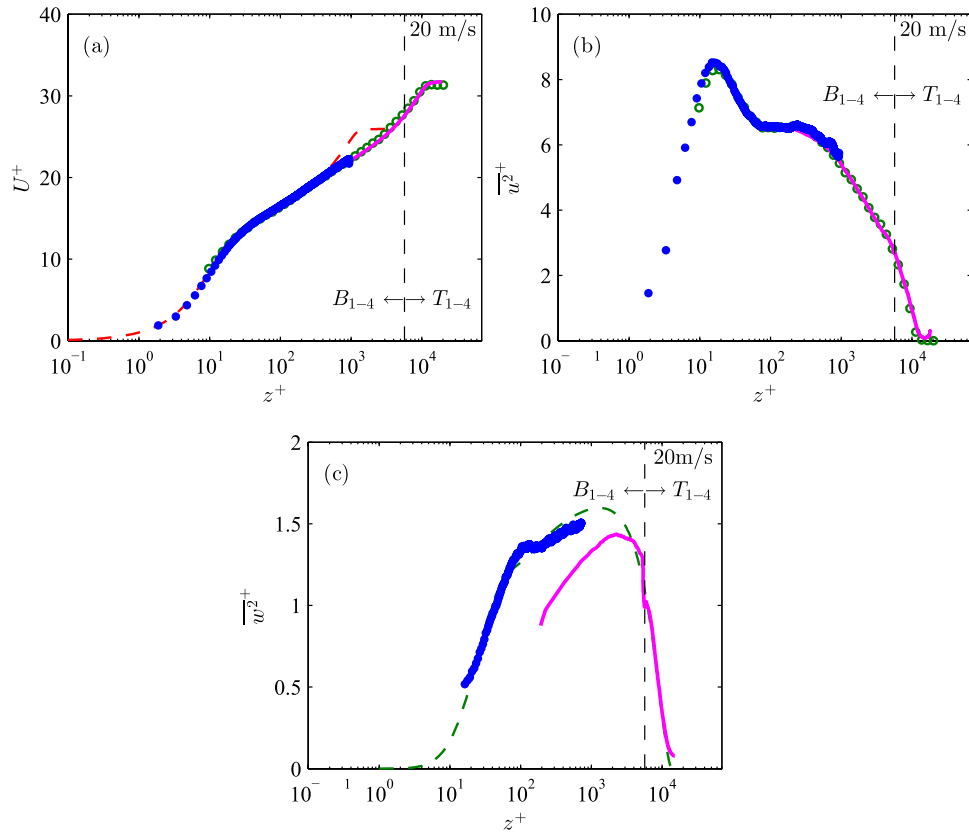 (a)
20 m/s
40
30
20
10
0
U⁺
B₁₋₄ ←→ T₁₋₄
10⁻¹ 10⁰ 10¹ 10² 10³ 10⁴
z⁺
(b)
20 m/s
10
8
6
4
2
0
u²⁺
B₁₋₄ ←→ T₁₋₄
10⁻ ¹ 10⁰ 10¹ 10² 10³ 10⁴
z⁺
(c)
20m/s
2
1.5
1
0.5
0
w²⁺
B₁₋₄ ←→ T₁₋₄
10⁻ ¹ 10⁰ 10¹ 10² 10³ 10⁴
z⁺